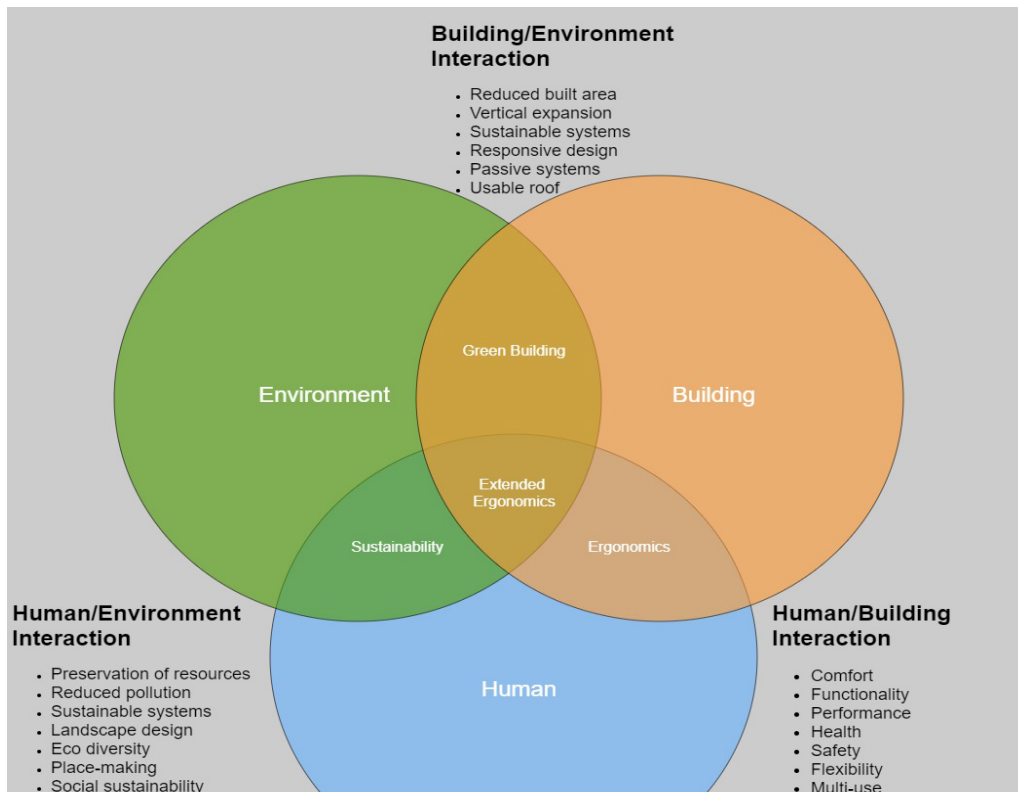 Building/Environment
Interaction
• Reduced built area
• Vertical expansion
• Sustainable systems
• Responsive design
• Passive systems
• Usable roof
Green Building
Environment
Building
Extended
Ergonomics
Sustainability
Ergonomics
Human/Environment
Interaction
• Preservation of resources
• Reduced pollution
• Sustainable systems
• Landscape design
• Eco diversity
• Place-making
• Social sustainability
Human
Human/Building
Interaction
• Comfort
• Functionality
• Performance
• Health
• Safety
• Flexibility
• Multi-use